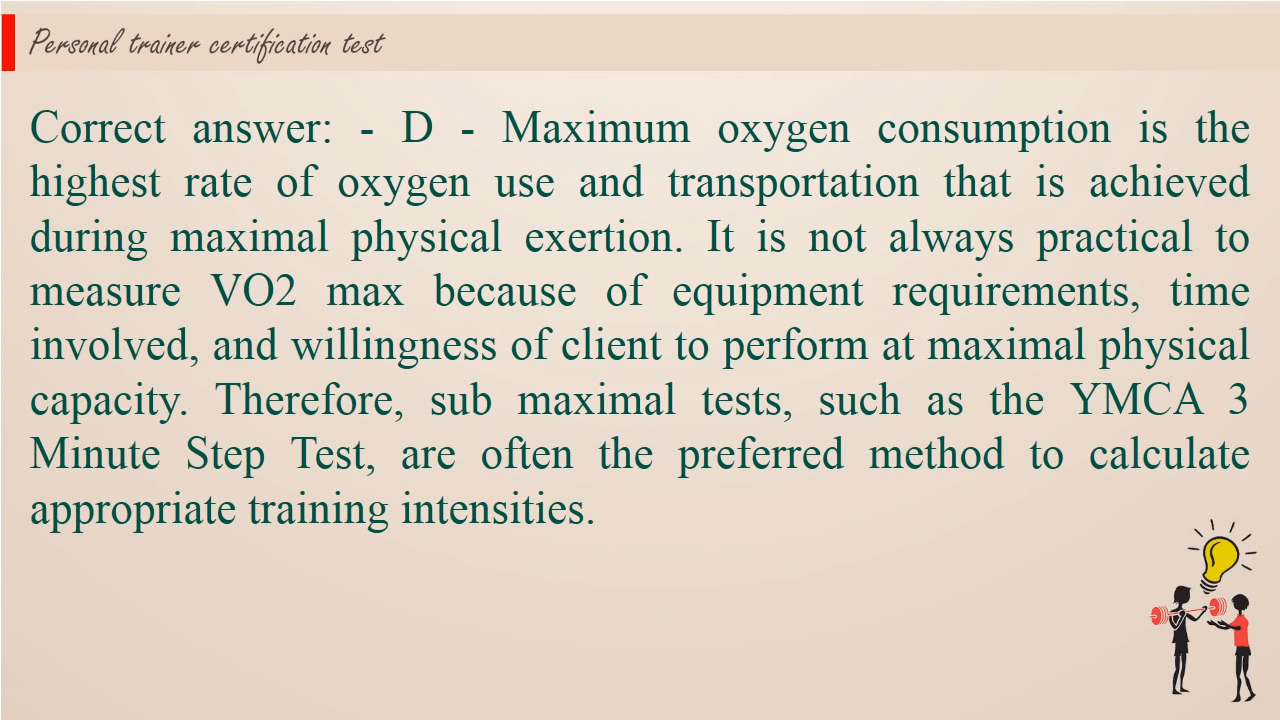 Personal trainer certification test
Correct answer: - D - Maximum oxygen consumption is the
highest rate of oxygen use and transportation that is achieved
during maximal physical exertion. It is not always practical to
measure VO2 max because of equipment requirements, time
involved, and willingness of client to perform at maximal physical
capacity. Therefore, sub maximal tests, such as the YMCA 3
Minute Step Test, are often the preferred method to calculate
appropriate training intensities.